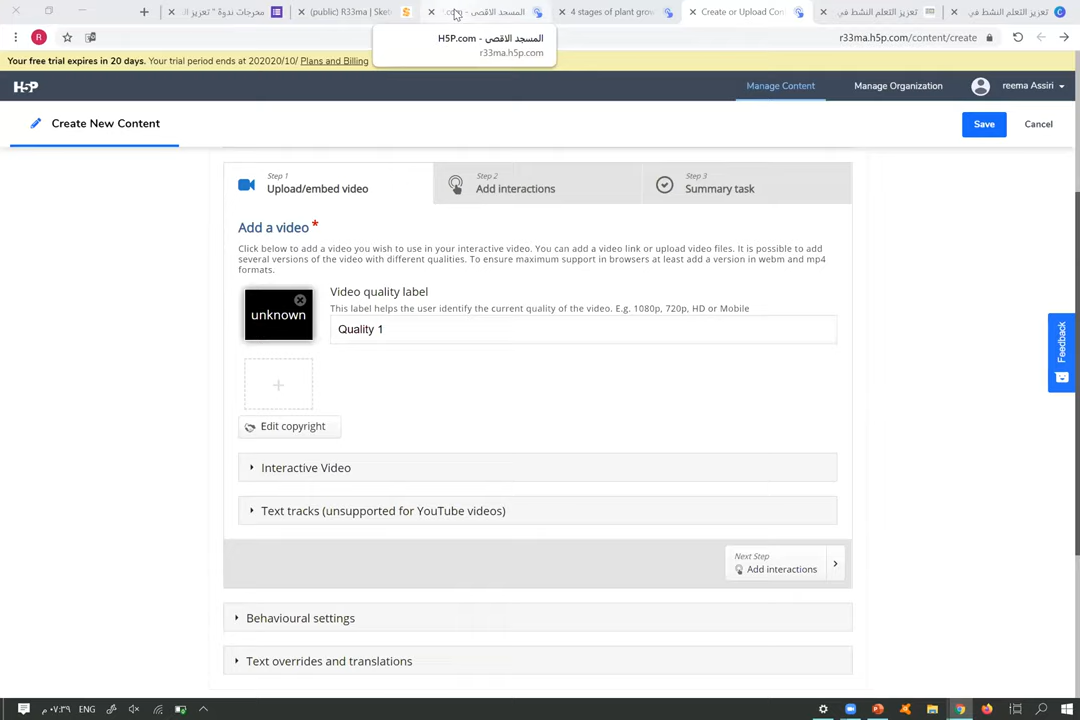 مخرجات ندوة " تعزيز ال
(public) R33ma | Sket
المسجد الاقصى - H5P.com
4 stages of plant grow
Create or Upload Con
تعزيز التعلم النشط في
تعزيز التعلم النشط في
المسجد الاقصى - H5P.com
r33ma.h5p.com
R
r33ma.h5p.com/content/create
Your free trial expires in 20 days. Your trial period ends at 202020/10/ Plans and Billing
H5P
Manage Content
Manage Organization
reema Assiri
Create New Content
Save
Cancel
Step 1
Upload/embed video
Step 2
Add interactions
Step 3
Summary task
Add a video *
Click below to add a video you wish to use in your interactive video. You can add a video link or upload video files. It is possible to add
several versions of the video with different qualities. To ensure maximum support in browsers at least add a version in webm and mp4
formats.
unknown
Video quality label
This label helps the user identify the current quality of the video. E.g. 1080p, 720p, HD or Mobile
Quality 1
Edit copyright
Interactive Video
Text tracks (unsupported for YouTube videos)
Next Step
Add interactions
Behavioural settings
Text overrides and translations
Feedback
م ٠٧:٣٩
ENG